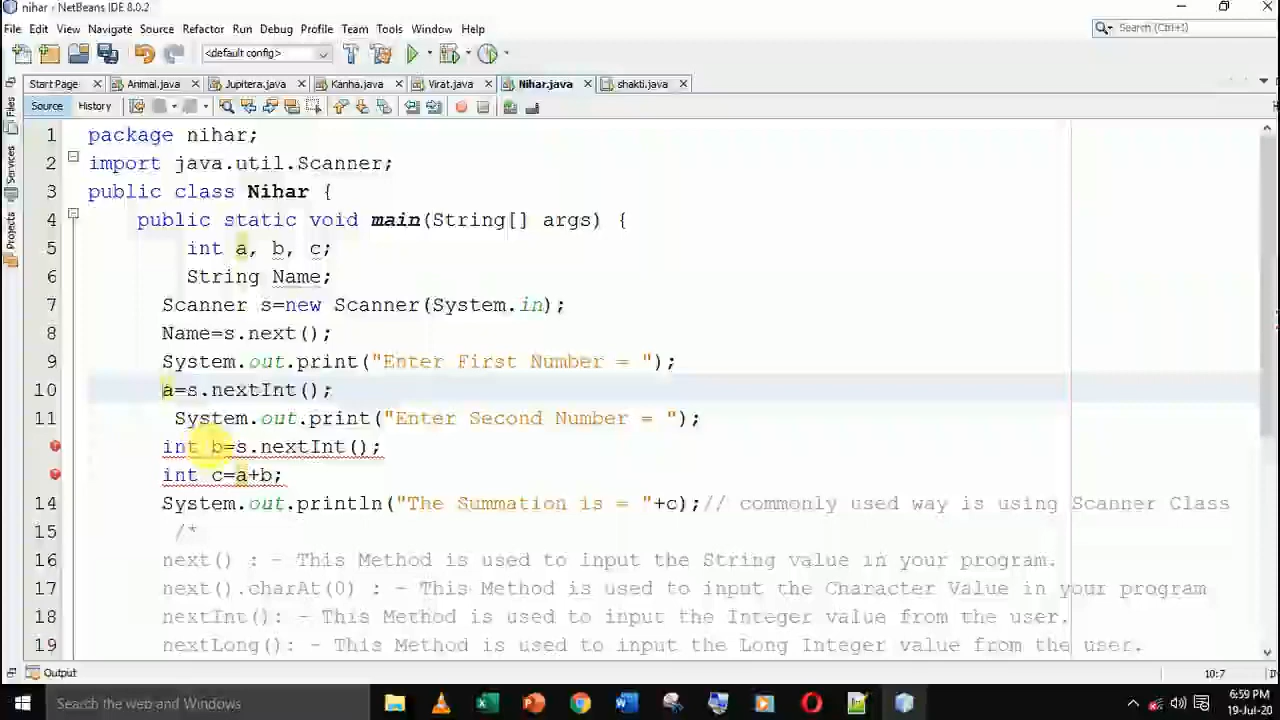 nihar - NetBeans IDE 8.0.2
File Edit View Navigate Source Refactor Run Debug Profile Team Tools Window Help
Search (Ctrl+I)
<default config>
Start Page Animal.java Jupitera.java Kanha.java Virat.java Nihar.java shakti.java
Source History
Files
Services
Projects
1 package nihar;
2 import java.util.Scanner;
3 public class Nihar {
4 public static void main(String[] args) {
5 int a, b, c;
6 String Name;
7 Scanner s=new Scanner(System.in);
8 Name=s.next();
9 System.out.print("Enter First Number = ");
10 a=s.nextInt();
11 System.out.print("Enter Second Number = ");
int b=s.nextInt();
int c=a+b;
14 System.out.println("The Summation is = "+c);// commonly used way is using Scanner Class
15 /*
16 next() : - This Method is used to input the String value in your program.
17 next().charAt(0) : - This Method is used to input the Character Value in your program
18 nextInt(): - This Method is used to input the Integer value from the user.
19 nextLong(): - This Method is used to input the Long Integer value from the user.
Output
10:7
Search the web and Windows
6:59 PM
19-Jul-20